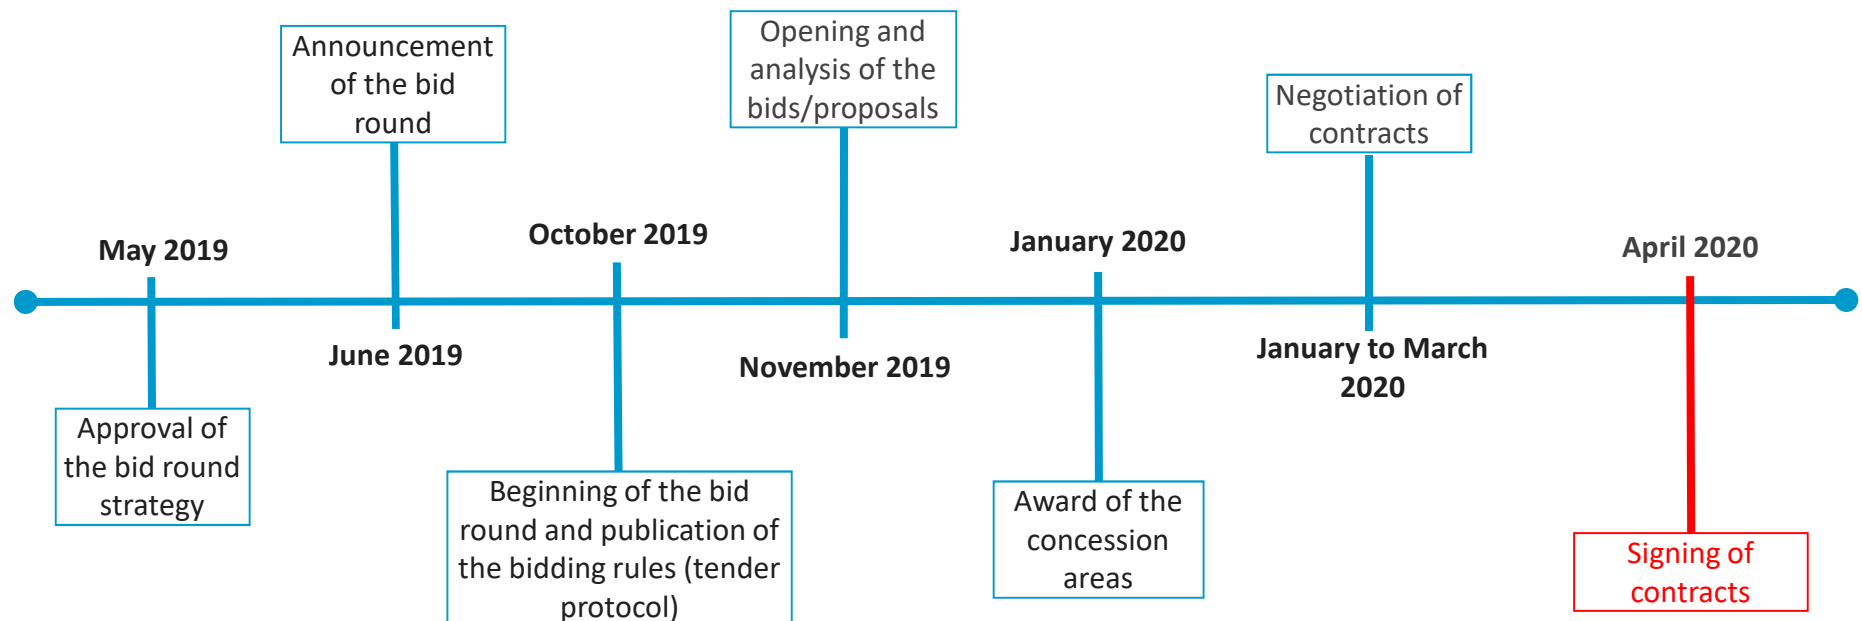 May 2019
Approval of
the bid round
strategy
Announcement
of the bid
round
June 2019
October 2019
Beginning of the bid
round and publication of
the bidding rules (tender
protocol)
Opening and
analysis of the
bids/proposals
November 2019
January 2020
Award of the
concession
areas
Negotiation of
contracts
January to March
2020
April 2020
Signing of
contracts